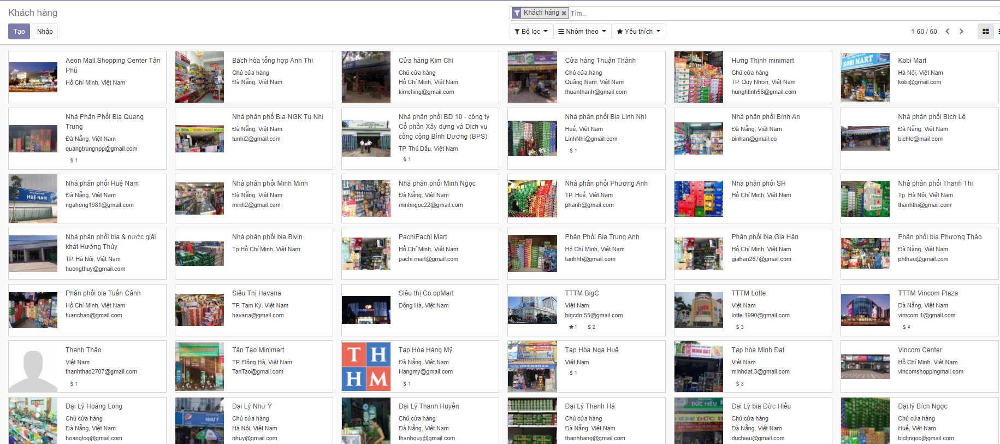 Khách hàng
Khách hàng
Tìm...
Tạo
Nhập
Bộ lọc
Nhóm theo
Yêu thích
1-60 / 60
Aeon Mall Shopping Center Tân
Phú
Hồ Chí Minh, Việt Nam
Bách hóa tổng hợp Anh Thi
Chủ cửa hàng
Đà Nẵng, Việt Nam
Cửa hàng Kim Chi
Chủ cửa hàng
Hồ Chí Minh, Việt Nam
kimching@gmail.com
Cửa hàng Thuận Thành
Chủ cửa hàng
Quảng Nam, Việt Nam
thuanthanh@gmail.com
Hưng Thịnh minimart
Chủ cửa hàng
TP. Quy Nhơn, Việt Nam
hunghtinh56@gmail.com
KOBI MART
Kobi Mart
Hà Nội, Việt Nam
kobi@gmail.com
Nhà Phân Phối Bia Quang
Trung
Đà Nẵng, Việt Nam
quangtrungnpp@gmail.com
$ 1
Nhà phân phố Bia-NGK Tú Nhi
Đà Nẵng, Việt Nam
tunhi2@gmail.com
Nhà phân phối BD 10 - công ty
Cổ phần Xây dựng và Dịch vụ
công cộng Bình Dương (BPS).
TP. Thủ Dầu, Việt Nam
$ 1
Nhà phân phối Bia Linh Nhi
Huế, Việt Nam
LinhNhi@gmail.com
$ 1
Nhà phân phối Bình An
Đà Nẵng, Việt Nam
binhan@gmail.co
Nhà phân phối Bích Lệ
Đà Nẵng, Việt Nam
bichle@mail.com
HUỆ NAM
Nhà phân phối Huệ Nam
Đà Nẵng, Việt Nam
ngahong1981@gmail.com
Nhà phân phối Minh Minh
Đà Nẵng, Việt Nam
minh2@gmail.com
Nhà phân phối Minh Ngọc
Đà Nẵng, Việt Nam
minhngoc22@gmail.com
Nhà phân phối Phương Anh
TP. Huế, Việt Nam
phanh@gmail.com
Nhà phân phối SH
Hồ Chí Minh, Việt Nam
Nhà phân phối Thanh Thi
Tp. Hà Nội, Việt Nam
thanhthi@gmail.com
Nhà phân phối bia & nước giải
khát Hướng Thủy
TP. Hà Nội, Việt Nam
huongthuy@gmail.com
Nhà phân phối bia Bivin
Tp Hồ Chí Minh, Việt Nam
PachiPachi Mart
Hồ Chí Minh, Việt Nam
pachi.mart@gmail.com
Phân Phối Bia Trung Anh
Hồ Chí Minh, Việt Nam
tanhhh@gmail.com
Phân phối bia Gia Hân
Hồ Chí Minh, Việt Nam
giahan267@gmail.com
Phân phối bia Phương Thảo
Đà Nẵng, Việt Nam
phthao@gmail.com
Phân phối bia Tuấn Cảnh
Hồ Chí Minh, Việt Nam
tuanchan@gmail.com
Siêu Thị Havana
TP. Tam Kỳ, Việt Nam
havana@gmail.com
Siêu thị Co.opMart
Đông Hà, Việt Nam
TTTM BigC
Việt Nam
bigcdn.55@gmail.com
1 $ 2
TTTM Lotte
Việt Nam
lotte.1990@gmail.com
$ 3
TTTM Vincom Plaza
Đà Nẵng, Việt Nam
vimcom.1@gmail.com
$ 4
Thanh Thảo
Việt Nam
thanhthao2707@gmail.com
$ 1
Tân Tạo Minimart
TP. Đông Hà, Việt Nam
TanTao@gmail.com
T H
H M
Tạp Hóa Hàng Mỹ
Đà Nẵng, Việt Nam
Hangmy@gmail.com
$ 1
Tạp Hóa Nga Huệ
Việt Nam
$ 1
MINH ĐẠT
Tạp hóa Minh Đạt
Việt Nam
minhdat.3@gmail.com
$ 3
Vincom Center
Hồ Chí Minh, Việt Nam
vincomshoppingmall.com
Đại Lý Hoàng Long
Chủ cửa hàng
Đà Nẵng, Việt Nam
hoanglog@gmail.com
NHƯ Ý
Đại Lý Như Ý
Chủ cửa hàng
Hà Nội, Việt Nam
nhuy@gmail.com
Đại Lý Thanh Huyền
Chủ cửa hàng
Đà Nẵng, Việt Nam
thanhquy@gmail.com
Đại Lý Thanh Hà
Chủ cửa hàng
Đà Nẵng, Việt Nam
thanhhang@gmail.com
ĐỨC HIẾU
Đại Lý bia Đức Hiếu
Chủ cửa hàng
Đà Nẵng, Việt Nam
duchieu@gmail.com
Đại lý Bích Ngọc
Chủ cửa hàng
Huế, Việt Nam
bichngoc@gmail.com